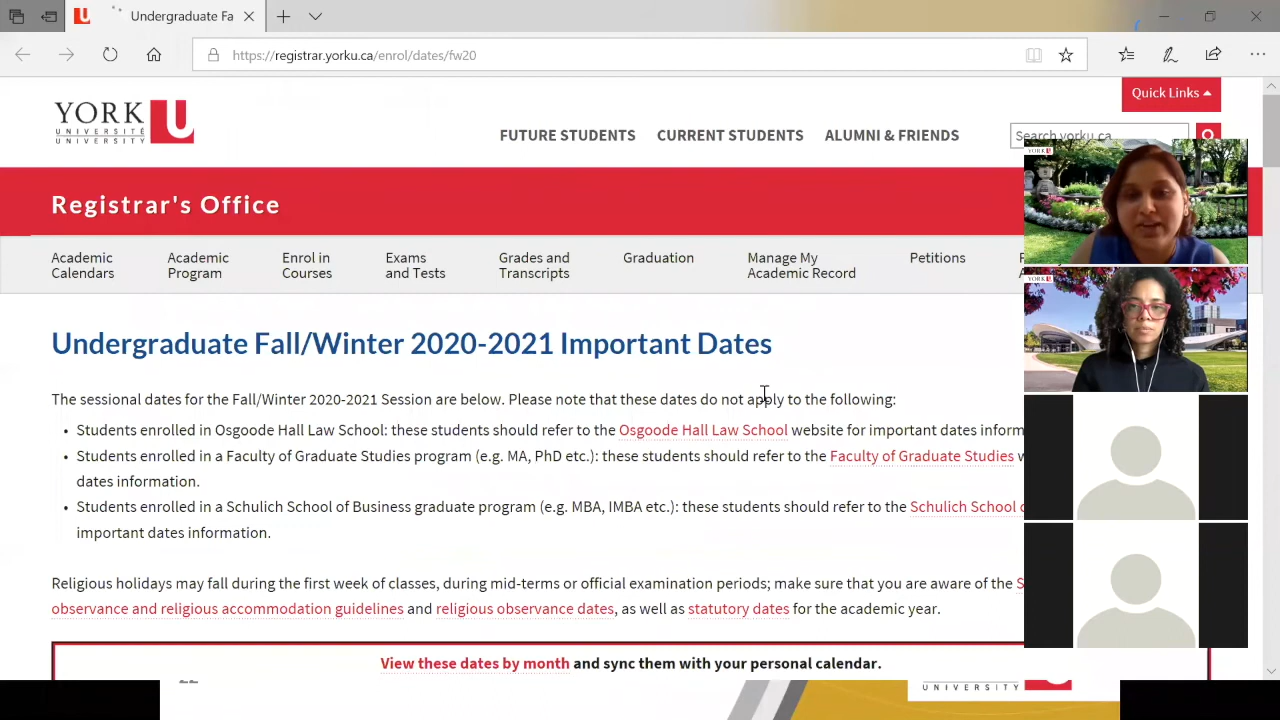 Undergraduate Fa
https://registrar.yorku.ca/enrol/dates/fw20
Quick Links
YORK U
UNIVERSITÉ
UNIVERSITY
FUTURE STUDENTS CURRENT STUDENTS ALUMNI & FRIENDS
Search yorku.ca
Registrar's Office
Academic Calendars
Academic Program
Enrol in Courses
Exams and Tests
Grades and Transcripts
Graduation
Manage My Academic Record
Petitions
YORK U
YORK U
Undergraduate Fall/Winter 2020-2021 Important Dates
The sessional dates for the Fall/Winter 2020-2021 Session are below. Please note that these dates do not apply to the following:
• Students enrolled in Osgoode Hall Law School: these students should refer to the Osgoode Hall Law School website for important dates inform
• Students enrolled in a Faculty of Graduate Studies program (e.g. MA, PhD etc.): these students should refer to the Faculty of Graduate Studies w
dates information.
• Students enrolled in a Schulich School of Business graduate program (e.g. MBA, IMBA etc.): these students should refer to the Schulich School
important dates information.
Religious holidays may fall during the first week of classes, during mid-terms or official examination periods; make sure that you are aware of the
observance and religious accommodation guidelines and religious observance dates, as well as statutory dates for the academic year.
View these dates by month and sync them with your personal calendar.
UNIVERSITY